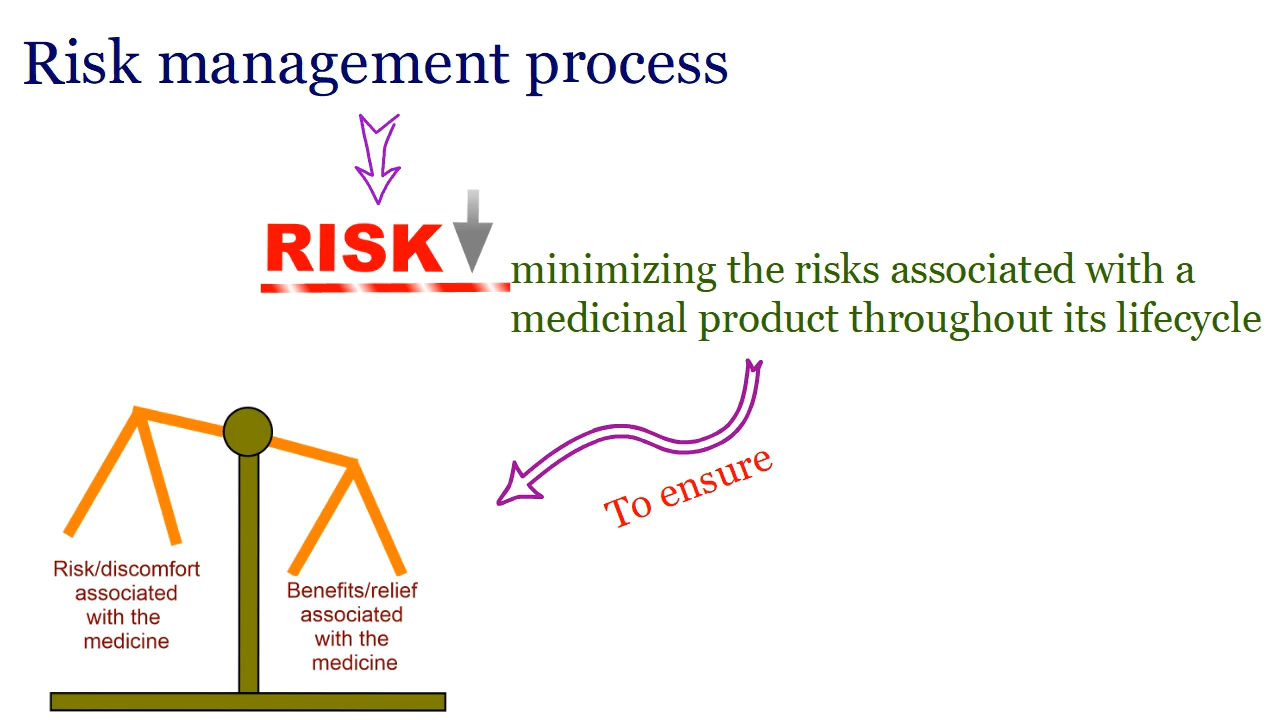 Risk management process
RISK
minimizing the risks associated with a
medicinal product throughout its lifecycle
To ensure
Risk/discomfort
associated
with the
medicine
Benefits/relief
associated
with the
medicine